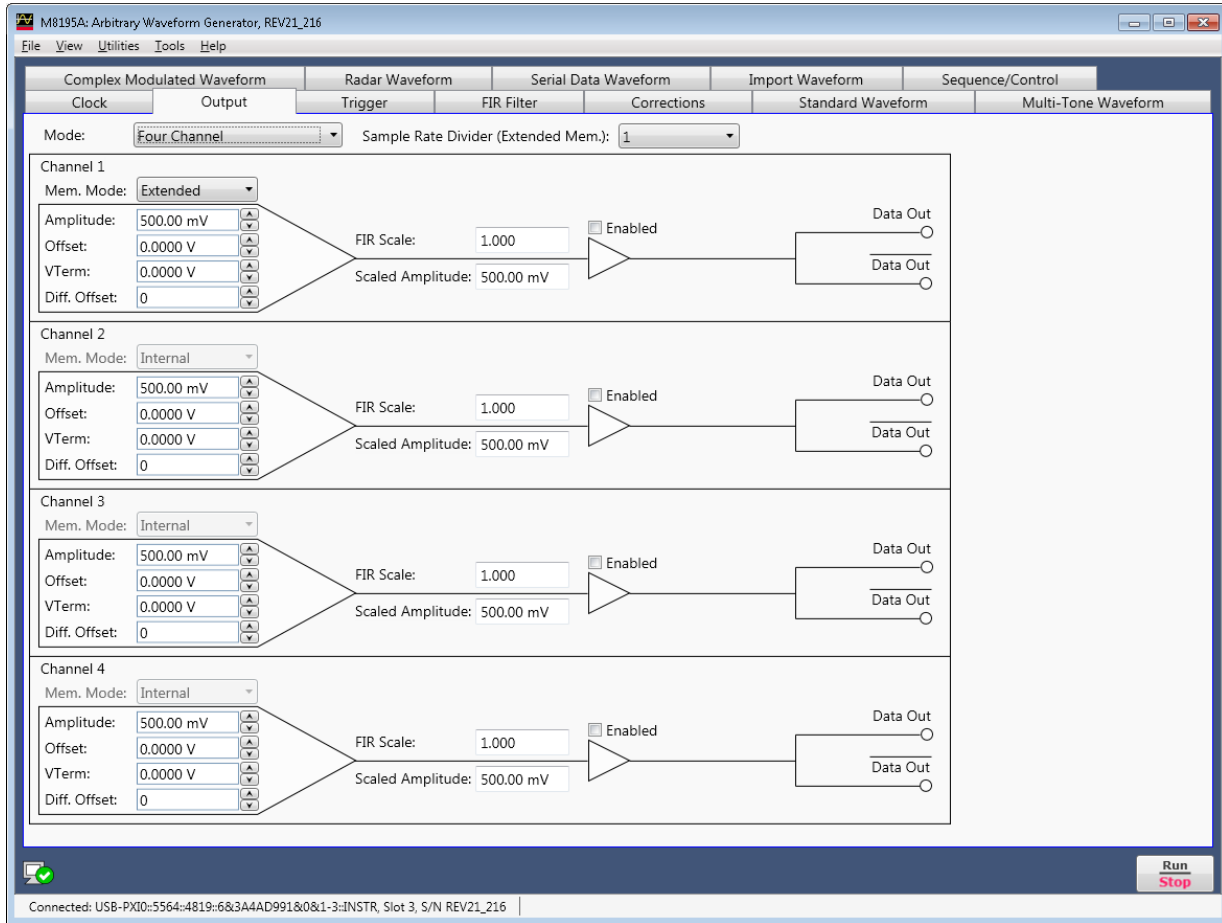 M8195A: Arbitrary Waveform Generator, REV21_216
File View Utilities Tools Help
Complex Modulated Waveform Radar Waveform Serial Data Waveform Import Waveform Sequence/Control
Clock Output Trigger FIR Filter Corrections Standard Waveform Multi-Tone Waveform
Mode: Four Channel Sample Rate Divider (Extended Mem.): 1
Channel 1
Mem. Mode: Extended
Amplitude: 500.00 mV
Offset: 0.0000 V
VTerm: 0.0000 V
Diff. Offset: 0
FIR Scale: 1.000
Scaled Amplitude: 500.00 mV
Enabled
Data Out
Data Out
Channel 2
Mem. Mode: Internal
Amplitude: 500.00 mV
Offset: 0.0000 V
VTerm: 0.0000 V
Diff. Offset: 0
FIR Scale: 1.000
Scaled Amplitude: 500.00 mV
Enabled
Data Out
Data Out
Channel 3
Mem. Mode: Internal
Amplitude: 500.00 mV
Offset: 0.0000 V
VTerm: 0.0000 V
Diff. Offset: 0
FIR Scale: 1.000
Scaled Amplitude: 500.00 mV
Enabled
Data Out
Data Out
Channel 4
Mem. Mode: Internal
Amplitude: 500.00 mV
Offset: 0.0000 V
VTerm: 0.0000 V
Diff. Offset: 0
FIR Scale: 1.000
Scaled Amplitude: 500.00 mV
Enabled
Data Out
Data Out
Run
Stop
Connected: USB-PXI0::5564::4819::6&3A4AD991&0&1-3::INSTR, Slot 3, S/N REV21_216